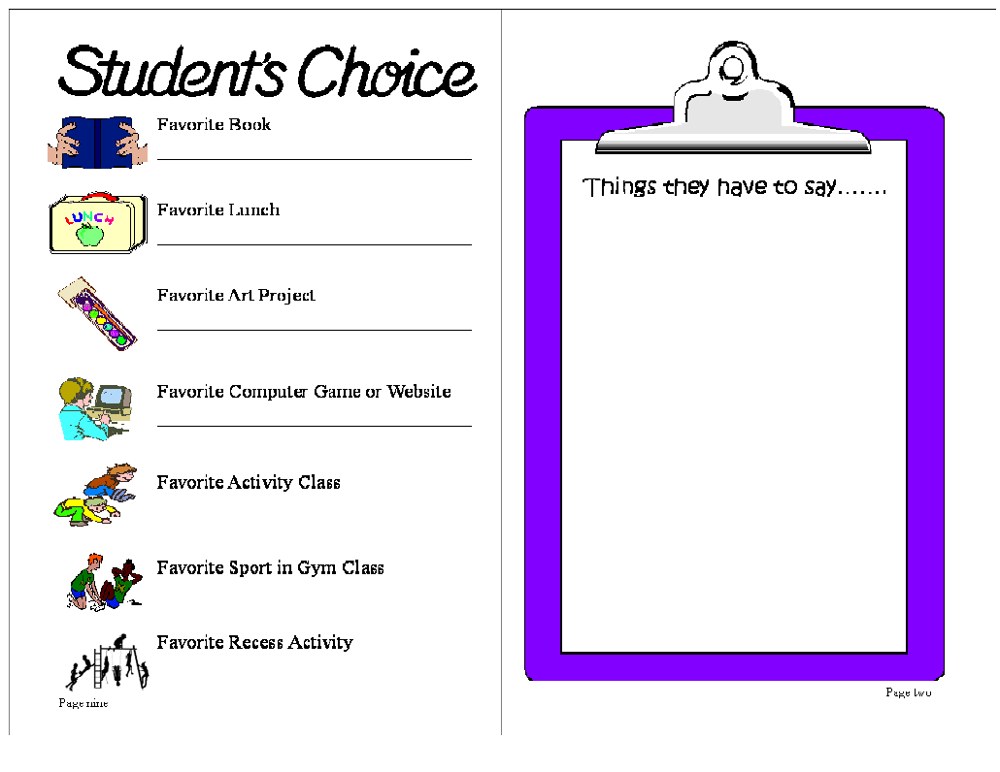 Student's Choice
Favorite Book
LUNCH
Favorite Lunch
Favorite Art Project
Favorite Computer Game or Website
Favorite Activity Class
Favorite Sport in Gym Class
Favorite Recess Activity
Page nine
Things they have to say.......
Page two